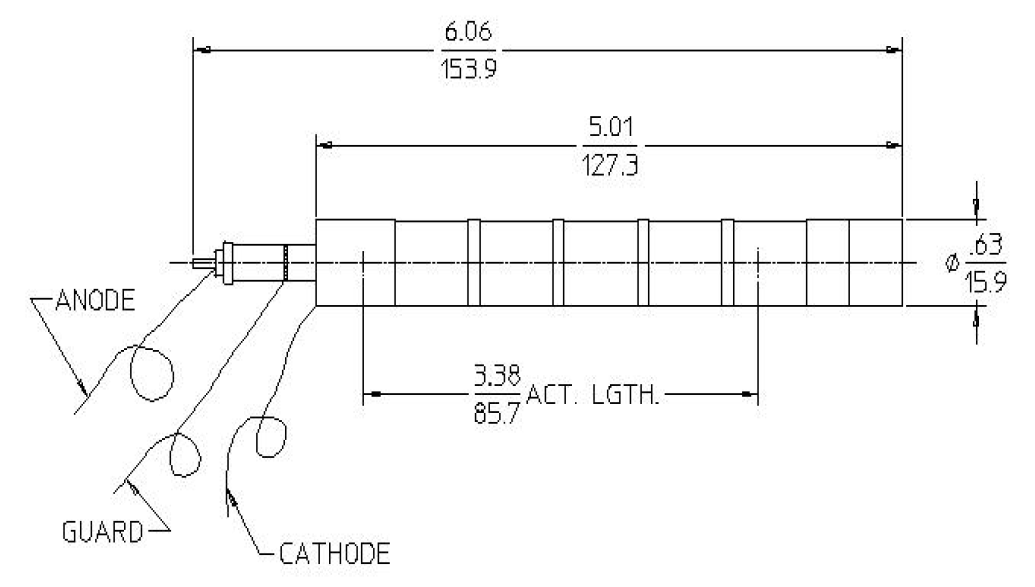 6.06
153.9
5.01
127.3
Ø .63
15.9
ANODE
3.38
85.7 ACT. LGTH.
GUARD
CATHODE